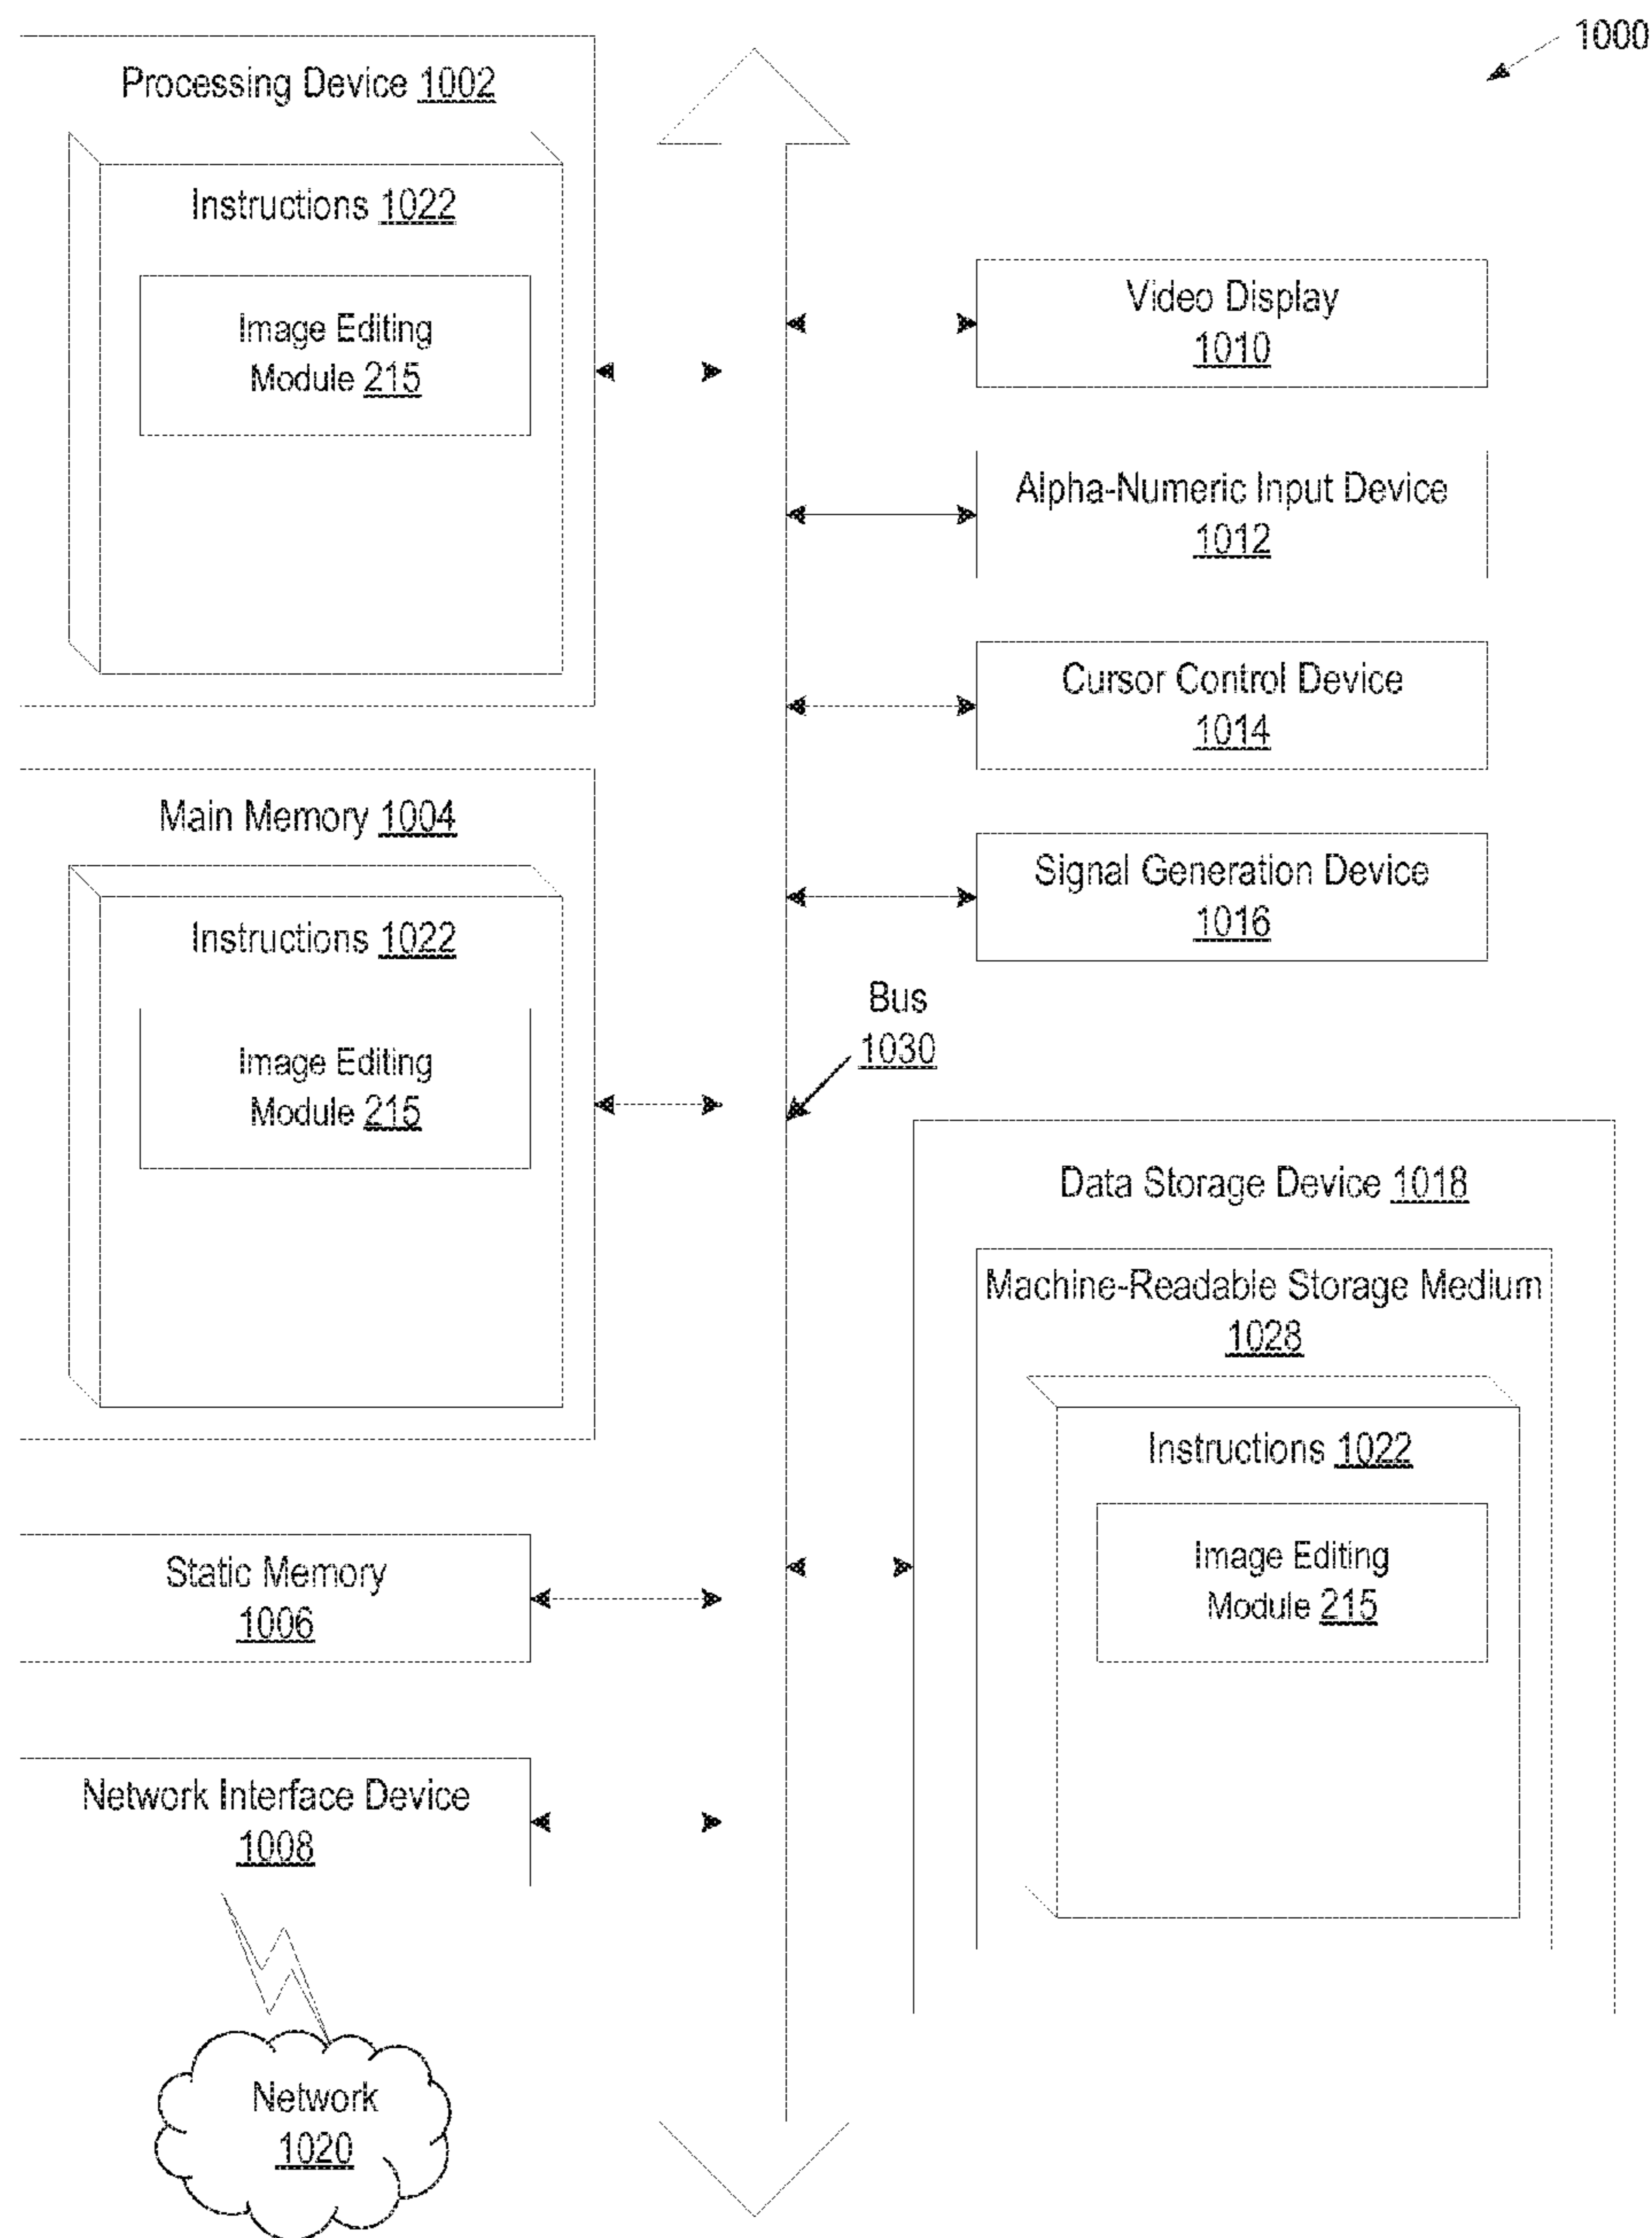 1000
Processing Device 1002
Instructions 1022
Image Editing
Module 215
Main Memory 1004
Instructions 1022
Image Editing
Module 215
Static Memory
1006
Network Interface Device
1008
Network
1020
Video Display
1010
Alpha-Numeric Input Device
1012
Cursor Control Device
1014
Signal Generation Device
1016
Bus
1030
Data Storage Device 1018
Machine-Readable Storage Medium
1028
Instructions 1022
Image Editing
Module 215